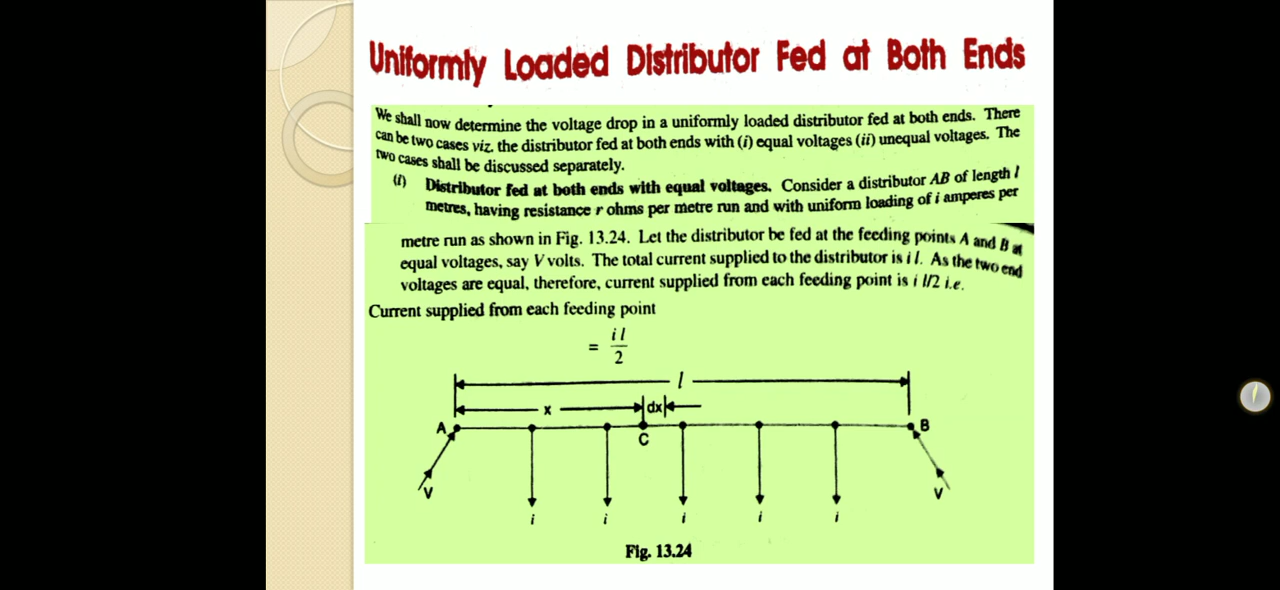 Uniformly Loaded Distributor Fed at Both Ends
We shall now determine the voltage drop in a uniformly loaded distributor fed at both ends. There
can be two cases viz. the distributor fed at both ends with (i) equal voltages (ii) unequal voltages. The
two cases shall be discussed separately.
(i) Distributor fed at both ends with equal voltages. Consider a distributor AB of length l
metres, having resistance r ohms per metre run and with uniform loading of i amperes per
metre run as shown in Fig. 13.24. Let the distributor be fed at the feeding points A and B at
equal voltages, say V volts. The total current supplied to the distributor is i l. As the two end
voltages are equal, therefore, current supplied from each feeding point is i l/2 i.e.
Current supplied from each feeding point
= i l
2
l
x dx
A C B
V V
i i i i i
Fig. 13.24